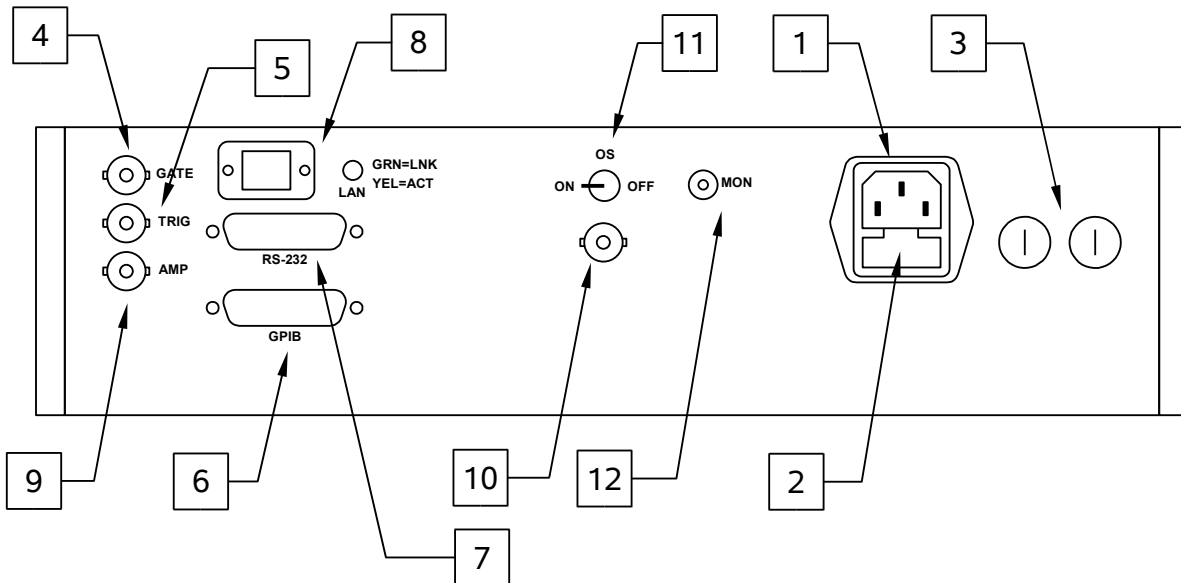 4
5
8
11
1
3
GATE
GRN=LNK
YEL=ACT
LAN
OS
ON
OFF
MON
TRIG
RS-232
AMP
GPIB
9
6
7
10
12
2